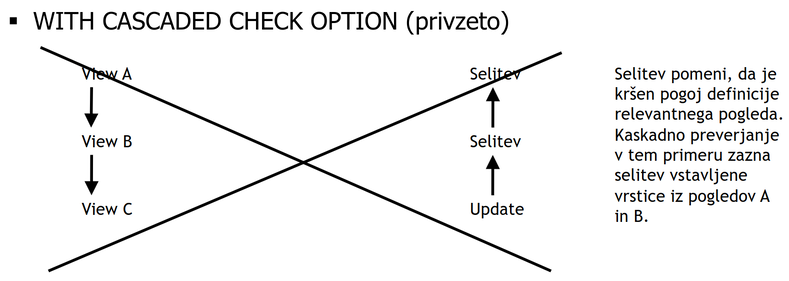 ▪ WITH CASCADED CHECK OPTION (privzeto)
View A
Selitev
View B
Selitev
View C
Update
Selitev pomeni, da je
kršen pogoj definicije
relevantnega pogleda.
Kaskadno preverjanje
v tem primeru zazna
selitev vstavljene
vrstice iz pogledov A
in B.